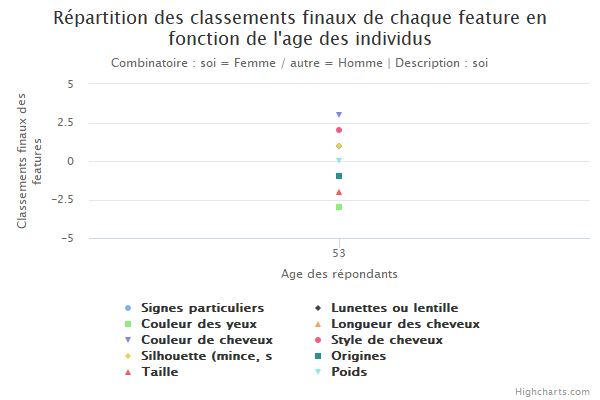 Répartition des classements finaux de chaque feature en
fonction de l'age des individus
Combinatoire : soi = Femme / autre = Homme | Description : soi
Classements finaux des
features
5
2.5
0
−2.5
−5
53
Age des répondants
Signes particuliers
Lunettes ou lentille
Couleur des yeux
Longueur des cheveux
Couleur de cheveux
Style de cheveux
Silhouette (mince, s
Origines
Taille
Poids
Highcharts.com